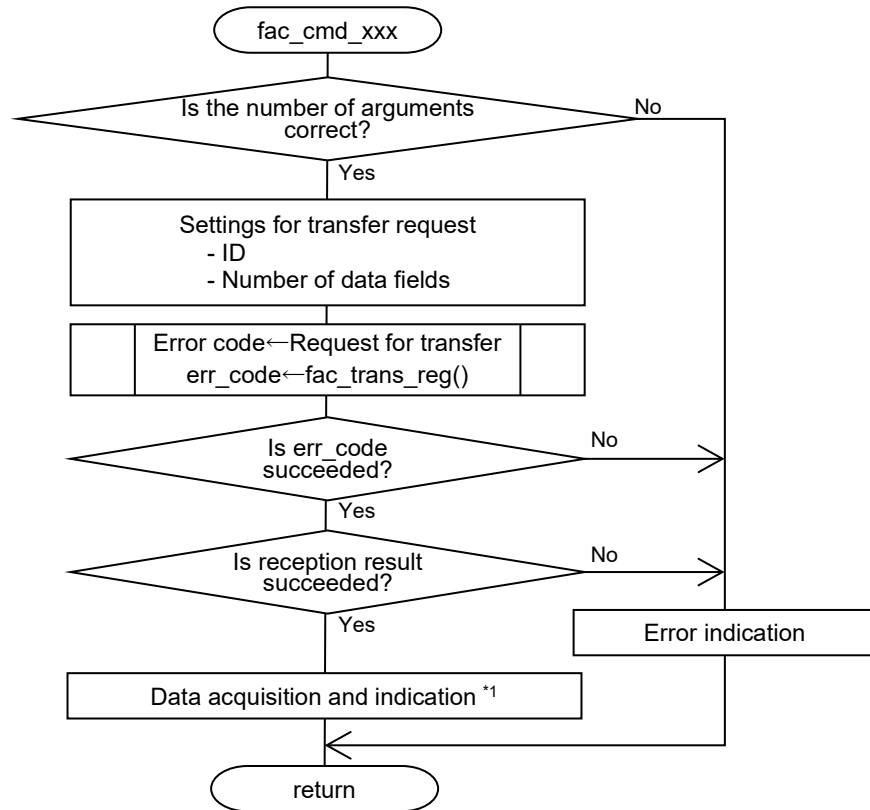 fac_cmd_xxx
Is the number of arguments
correct?
No
Yes
Settings for transfer request
- ID
- Number of data fields
Error code←Request for transfer
err_code←fac_trans_reg()
Is err_code
succeeded?
No
Yes
Is reception result
succeeded?
No
Yes
Error indication
Data acquisition and indication *1
return